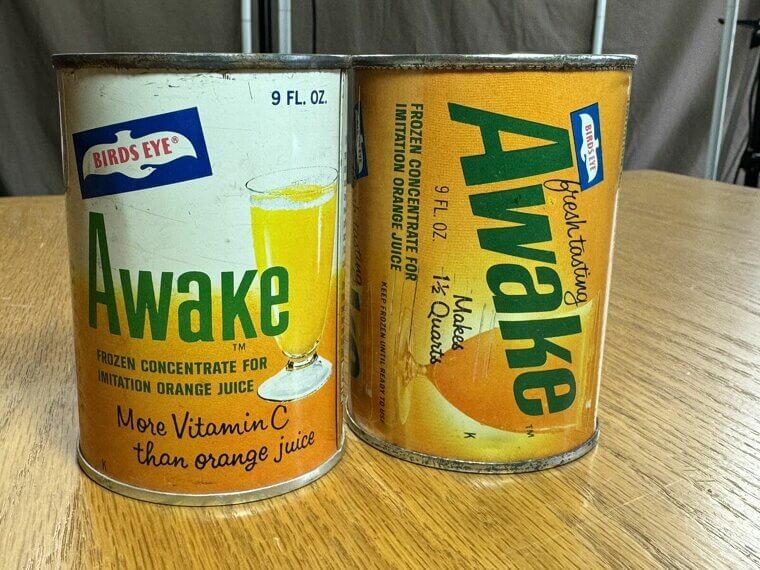 9 FL. OZ.
BIRDS EYE®
Awake
TM
FROZEN CONCENTRATE FOR
IMITATION ORANGE JUICE
More Vitamin C
than orange juice
K
BIRDS EYE
fresh tasting
Awake
TM
FROZEN CONCENTRATE FOR
IMITATION ORANGE JUICE
9 FL. OZ.
Makes
1½ Quarts
KEEP FROZEN UNTIL READY TO USE
K